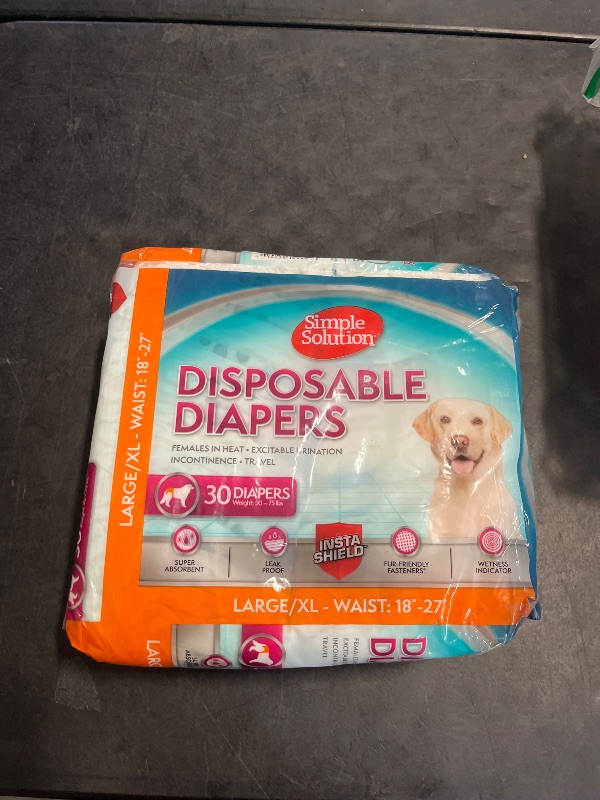 Simple
Solution
DISPOSABLE
DIAPERS
FEMALES IN HEAT • EXCITABLE URINATION
INCONTINENCE • TRAVEL
30 DIAPERS
Weight: 50 - 75 lbs
SUPER
ABSORBENT
LEAK
PROOF
INSTA
SHIELD™
FUR-FRIENDLY
FASTENERS*
WETNESS
INDICATOR
LARGE/XL - WAIST: 18"-27"
LARGE/XL - WAIST: 18"-27"